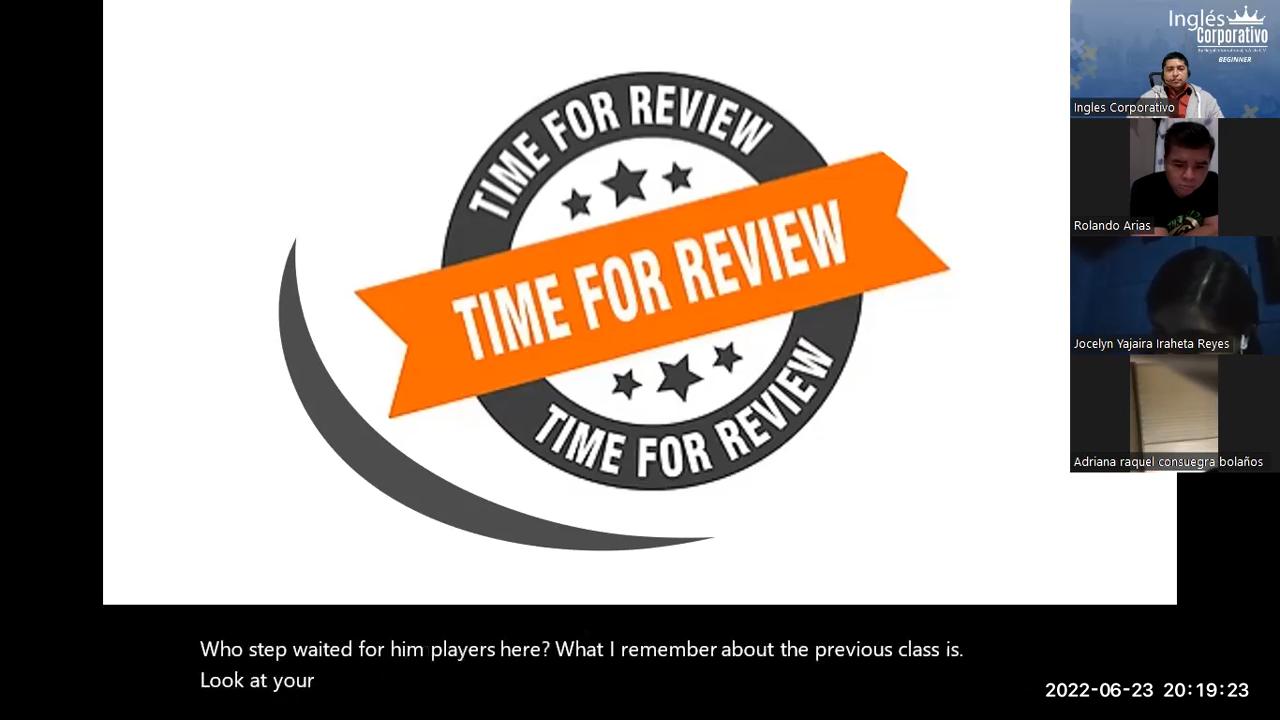 TIME FOR REVIEW
TIME FOR REVIEW
TIME FOR REVIEW
Inglés
Corporativo
BEGINNER
Ingles Corporativo
Rolando Arias
Jocelyn Yajaira Iraheta Reyes
Adriana raquel consuegra bolaños
Who step waited for him players here? What I remember about the previous class is.
Look at your
2022-06-23 20:19:23